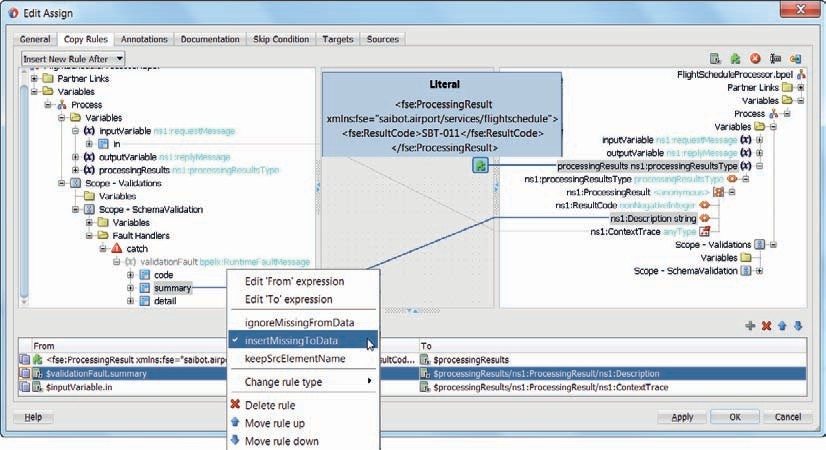 Edit Assign
General Copy Rules Annotations Documentation Skip Condition Targets Sources
Insert New Rule After
Partner Links
Variables
Process
Variables
inputVariable ns1:requestMessage
in
outputVariable ns1:replyMessage
processingResults ns1:processingResultsType
Scope - Validations
Variables
Scope - SchemaValidation
Variables
Fault Handlers
catch
validationFault bpelx:RuntimeFaultMessage
code
summary
detail
Literal
<fse:ProcessingResult
xmlns:fse="saibot.airport/services/flightschedule">
<fse:ResultCode>SBT-011</fse:ResultCode>
</fse:ProcessingResult>
FlightScheduleProcessor.bpel
Partner Links
Variables
Process
Variables
inputVariable ns1:requestMessage
outputVariable ns1:replyMessage
processingResults ns1:processingResultsType
ns1:processingResultsType processingResultsType
ns1:ProcessingResult <anonymous>
ns1:ResultCode nonNegativeInteger
ns1:Description string
ns1:ContextTrace anyType
Scope - Validations
Variables
Scope - SchemaValidation
Edit 'From' expression
Edit 'To' expression
ignoreMissingFromData
insertMissingToData
keepSrcElementName
Change rule type
Delete rule
Move rule up
Move rule down
From To
<fse:ProcessingResult xmlns:fse="saibot.airpo ltCode... $processingResults
$validationFault.summary $processingResults/ns1:ProcessingResult/ns1:Description
$inputVariable.in $processingResults/ns1:ProcessingResult/ns1:ContextTrace
Help Apply OK Cancel